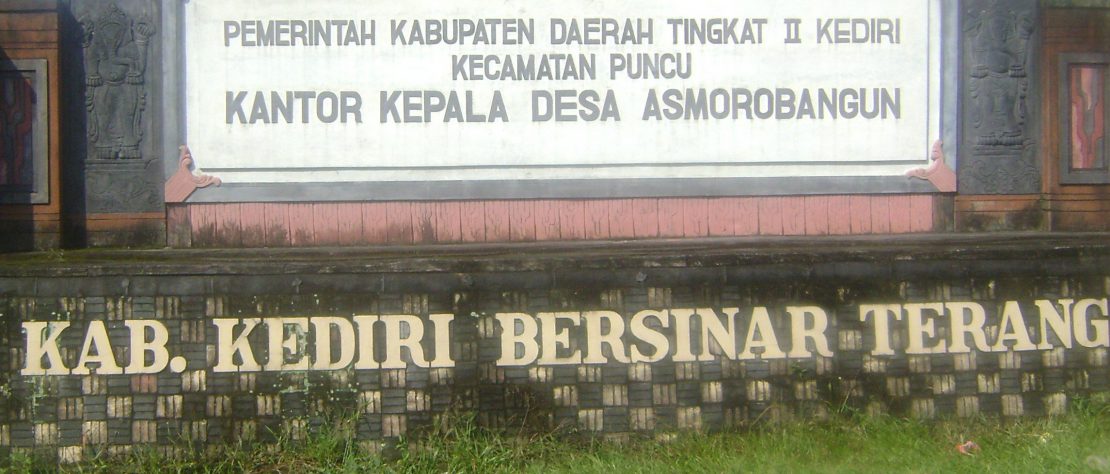 PEMERINTAH KABUPATEN DAERAH TINGKAT II KEDIRI
KECAMATAN PUNCU
KANTOR KEPALA DESA ASMOROBANGUN
KAB. KEDIRI BERSINAR TERANG